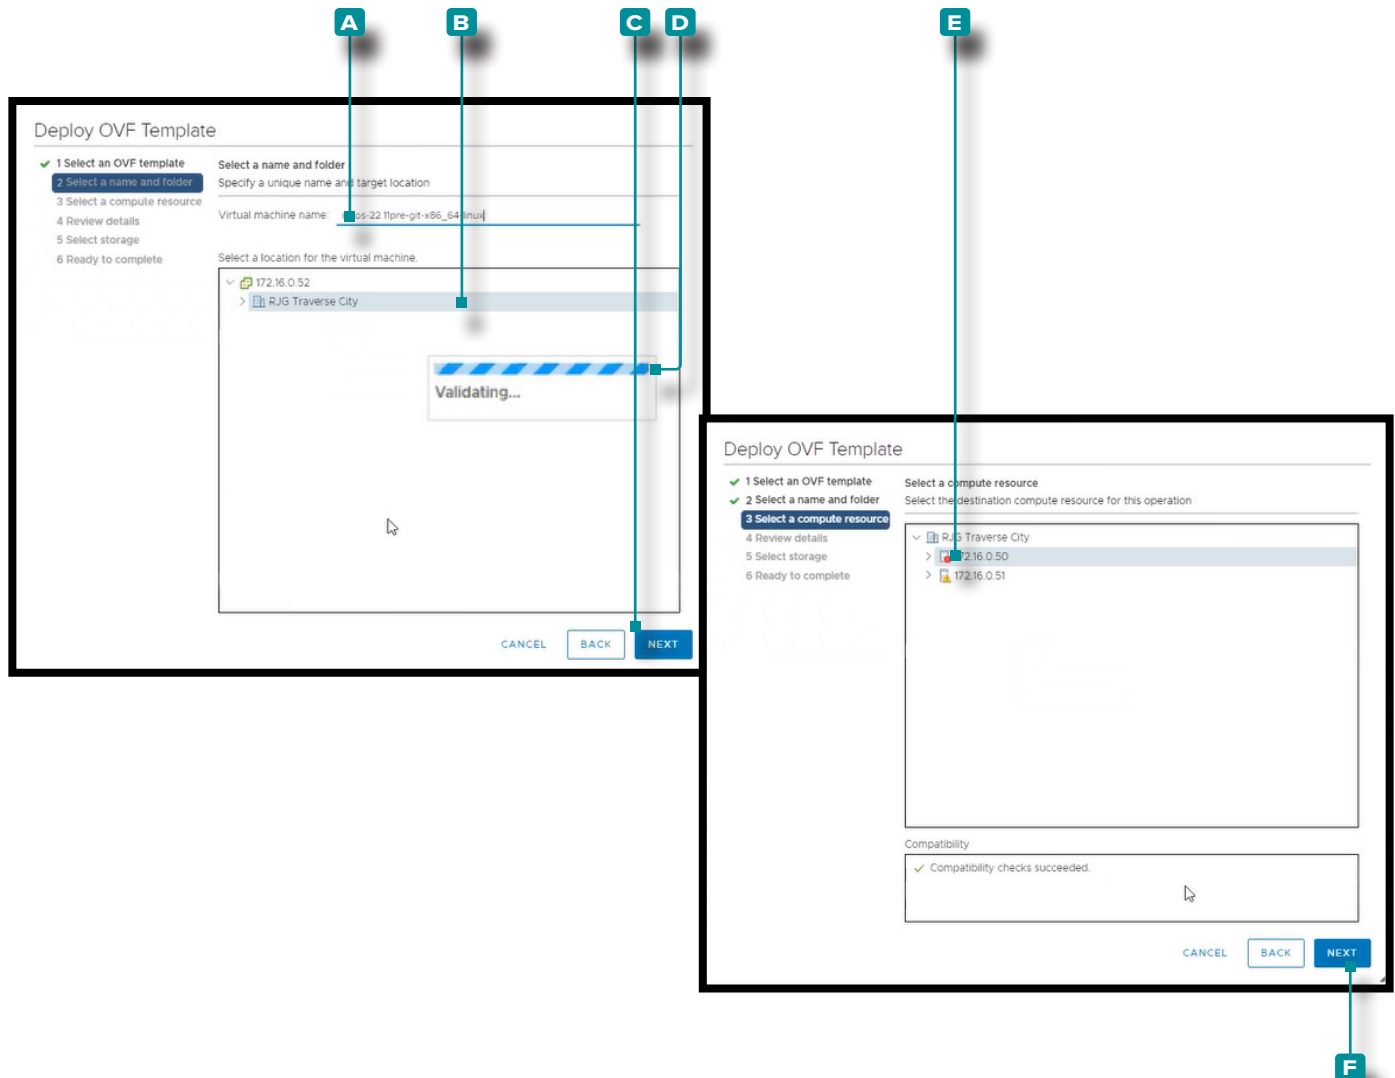 A
B
C
D
E
Deploy OVF Template
1 Select an OVF template
2 Select a name and folder
3 Select a compute resource
4 Review details
5 Select storage
6 Ready to complete
Select a name and folder
Specify a unique name and target location
Virtual machine name:
Select a location for the virtual machine.
172.16.0.52
RJG Traverse City
Validating...
CANCEL
BACK
NEXT
Deploy OVF Template
1 Select an OVF template
2 Select a name and folder
3 Select a compute resource
4 Review details
5 Select storage
6 Ready to complete
Select a compute resource
Select the destination compute resource for this operation
RJG Traverse City
172.16.0.50
172.16.0.51
Compatibility
Compatibility checks succeeded.
CANCEL
BACK
NEXT
F